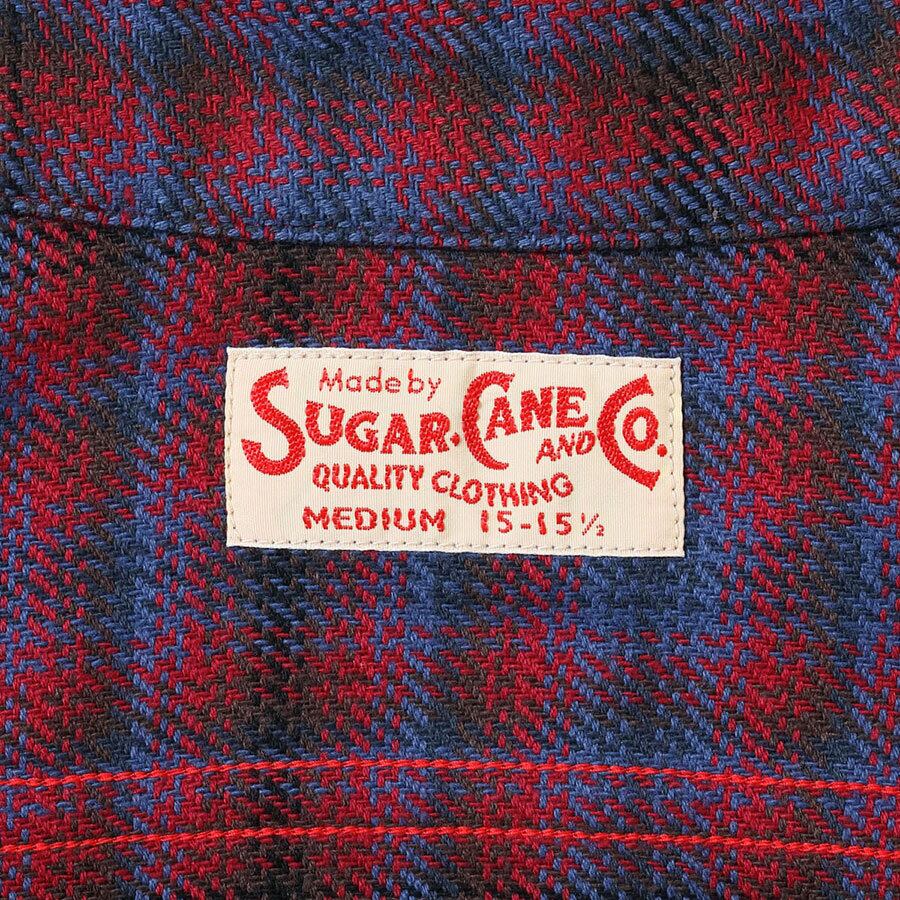 Made by
SUGAR. CANE AND CO.
QUALITY CLOTHING
MEDIUM 15-15½